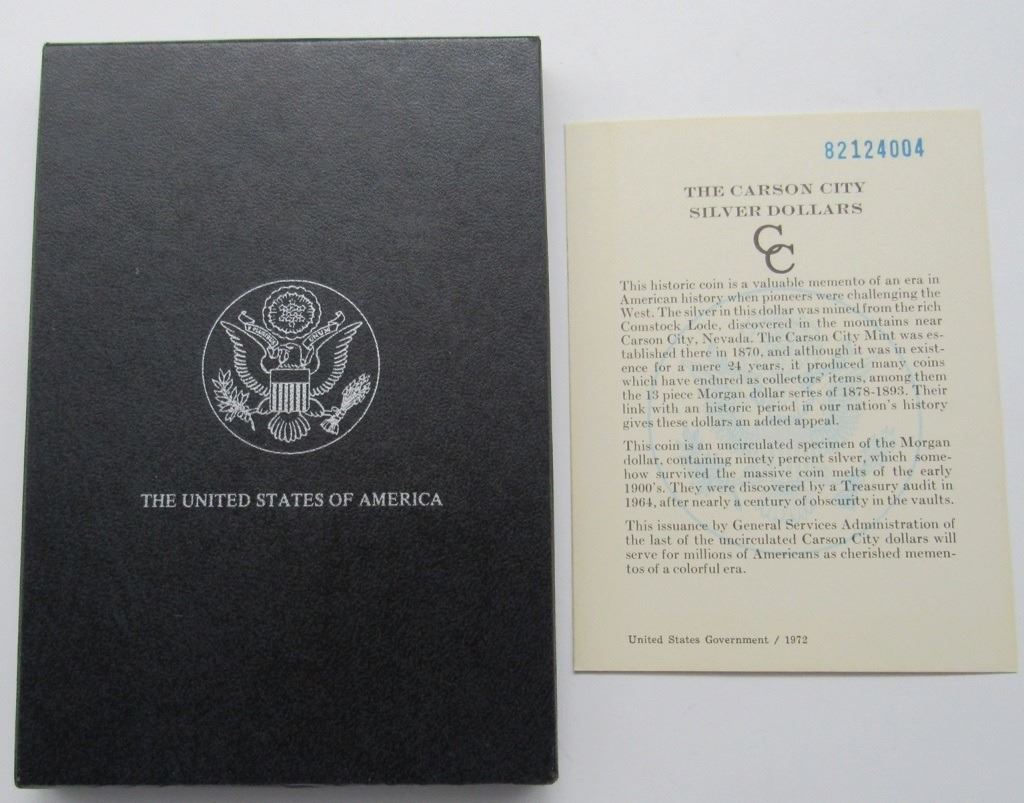 THE UNITED STATES OF AMERICA
82124004
THE CARSON CITY
SILVER DOLLARS
CC
This historic coin is a valuable memento of an era in
American history when pioneers were challenging the
West. The silver in this dollar was mined from the rich
Comstock Lode, discovered in the mountains near
Carson City, Nevada. The Carson City Mint was es-
tablished there in 1870, and although it was in exist-
ence for a mere 24 years, it produced many coins
which have endured as collectors' items, among them
the 13 piece Morgan dollar series of 1878-1893. Their
link with an historic period in our nation's history
gives these dollars an added appeal.
This coin is an uncirculated specimen of the Morgan
dollar, containing ninety percent silver, which some-
how survived the massive coin melts of the early
1900's. They were discovered by a Treasury audit in
1964, after nearly a century of obscurity in the vaults.
This issuance by General Services Administration of
the last of the uncirculated Carson City dollars will
serve for millions of Americans as cherished memen-
tos of a colorful era.
United States Government / 1972